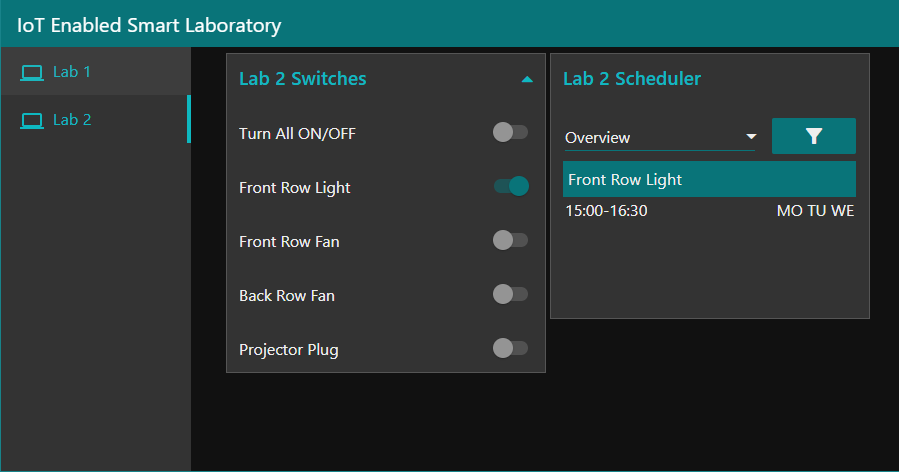 IoT Enabled Smart Laboratory
Lab 1
Lab 2
Lab 2 Switches
Turn All ON/OFF
Front Row Light
Front Row Fan
Back Row Fan
Projector Plug
Lab 2 Scheduler
Overview
Front Row Light
15:00-16:30 MO TU WE